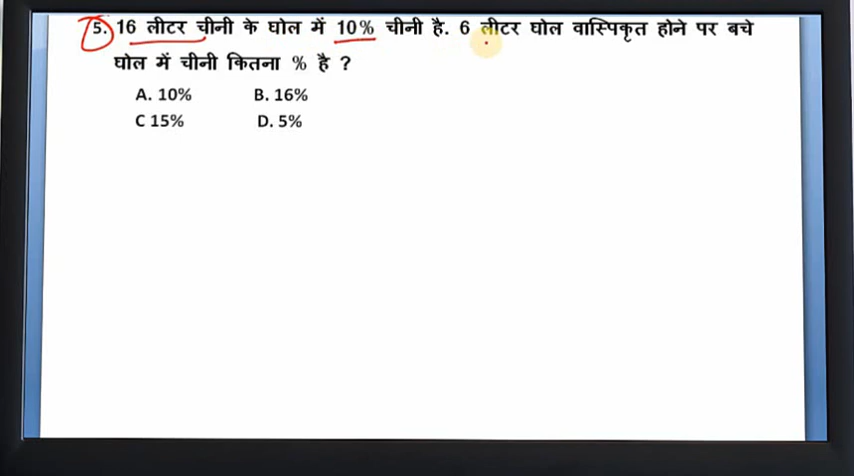 5. 16 लीटर चीनी के घोल में 10% चीनी है. 6 लीटर घोल वास्पिकृत होने पर बचे
घोल में चीनी कितना % है ?
A. 10% B. 16%
C 15% D. 5%